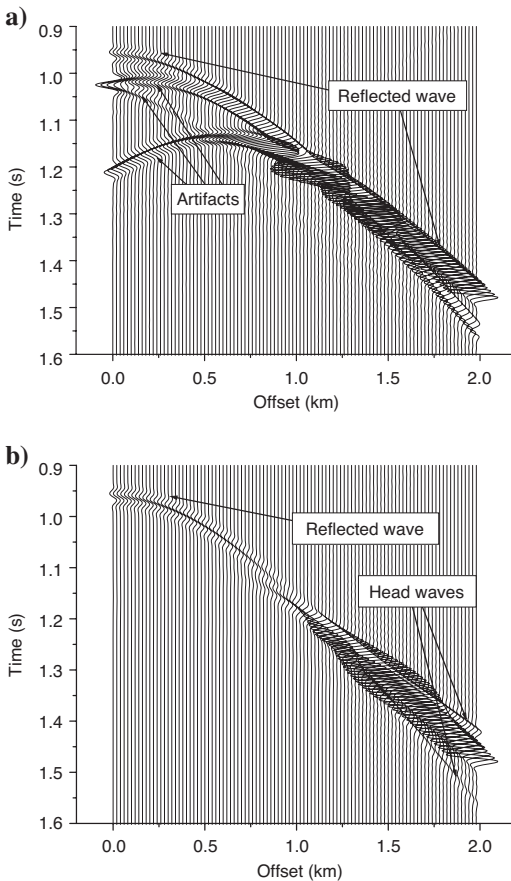 a)
0.9
1.0
1.1
1.2
1.3
1.4
1.5
1.6
Time (s)
Reflected wave
Artifacts
0.0 0.5 1.0 1.5 2.0
Offset (km)
b)
0.9
1.0
1.1
1.2
1.3
1.4
1.5
1.6
Time (s)
Reflected wave
Head waves
0.0 0.5 1.0 1.5 2.0
Offset (km)